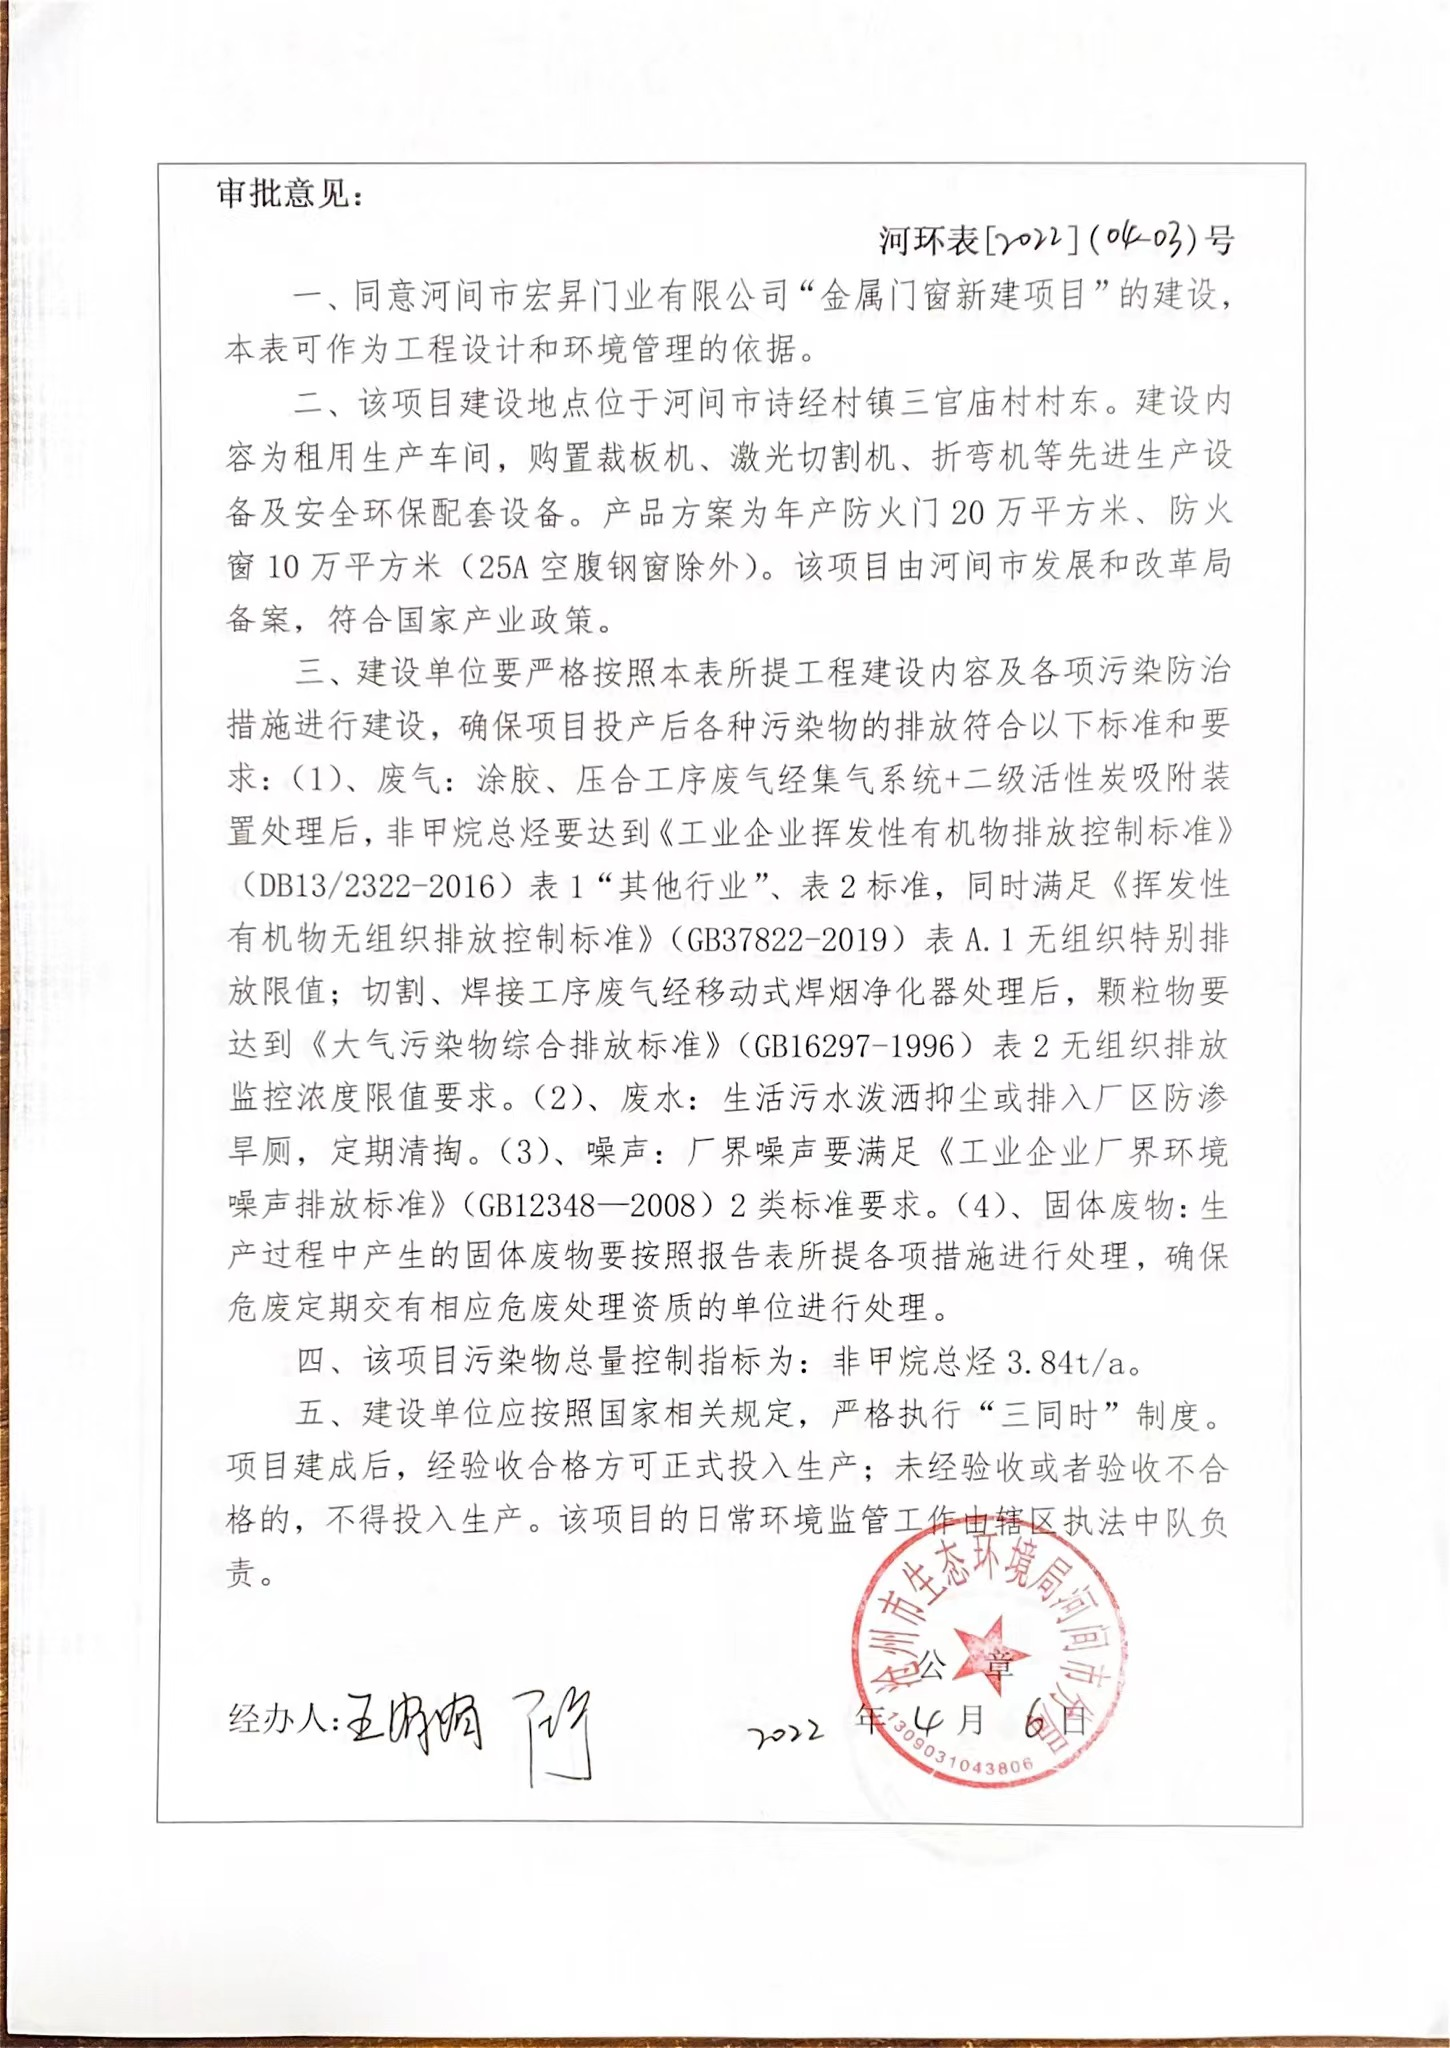 审批意见：
河环表[2022](04-03)号
一、同意河间市宏昇门业有限公司“金属门窗新建项目”的建设，
本表可作为工程设计和环境管理的依据。
二、该项目建设地点位于河间市诗经村镇三官庙村村东。建设内
容为租用生产车间，购置裁板机、激光切割机、折弯机等先进生产设
备及安全环保配套设备。产品方案为年产防火门20万平方米、防火
窗10万平方米（25A空腹钢窗除外）。该项目由河间市发展和改革局
备案，符合国家产业政策。
三、建设单位要严格按照本表所提工程建设内容及各项污染防治
措施进行建设，确保项目投产后各种污染物的排放符合以下标准和要
求：（1）、废气：涂胶、压合工序废气经集气系统+二级活性炭吸附装
置处理后，非甲烷总烃要达到《工业企业挥发性有机物排放控制标准》
（DB13/2322-2016）表1“其他行业”、表2标准，同时满足《挥发性
有机物无组织排放控制标准》（GB37822-2019）表A.1无组织特别排
放限值；切割、焊接工序废气经移动式焊烟净化器处理后，颗粒物要
达到《大气污染物综合排放标准》（GB16297-1996）表2无组织排放
监控浓度限值要求。（2）、废水：生活污水泼洒抑尘或排入厂区防渗
旱厕，定期清掏。（3）、噪声：厂界噪声要满足《工业企业厂界环境
噪声排放标准》（GB12348—2008）2类标准要求。（4）、固体废物：生
产过程中产生的固体废物要按照报告表所提各项措施进行处理，确保
危废定期交有相应危废处理资质的单位进行处理。
四、该项目污染物总量控制指标为：非甲烷总烃3.84t/a。
五、建设单位应按照国家相关规定，严格执行“三同时”制度。
项目建成后，经验收合格方可正式投入生产；未经验收或者验收不合
格的，不得投入生产。该项目的日常环境监管工作由辖区执法中队负
责。
沧州市生态环境局河间市分局
公 章
经办人：王
2022 年 4 月 6 日
1309031043806